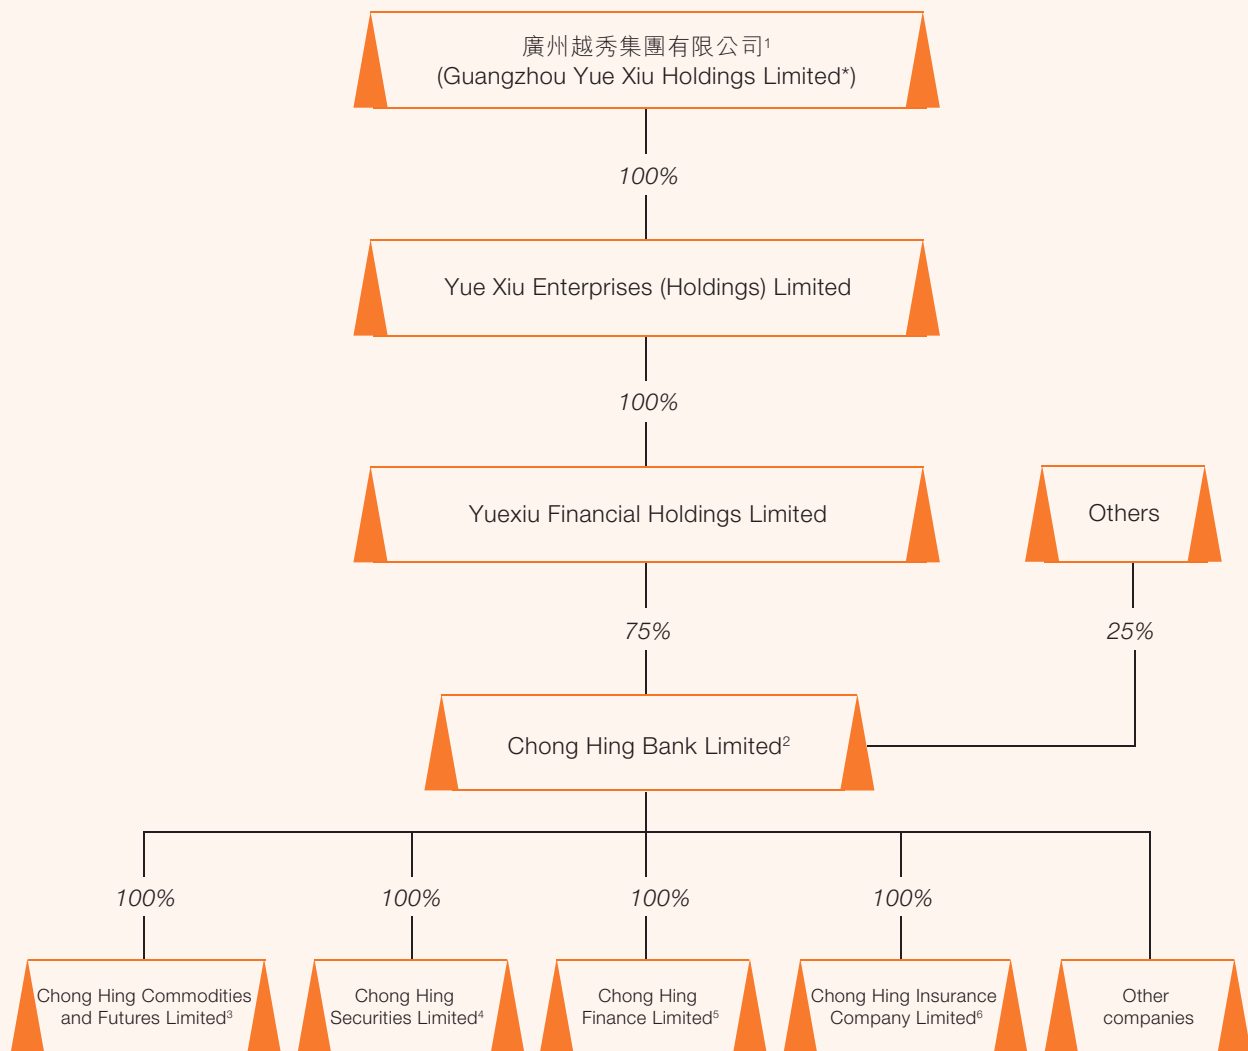 廣州越秀集團有限公司¹
(Guangzhou Yue Xiu Holdings Limited*)
100%
Yue Xiu Enterprises (Holdings) Limited
100%
Yuexiu Financial Holdings Limited
Others
75%
25%
Chong Hing Bank Limited²
100%
100%
100%
100%
Chong Hing Commodities
and Futures Limited³
Chong Hing
Securities Limited⁴
Chong Hing
Finance Limited⁵
Chong Hing Insurance
Company Limited⁶
Other
companies